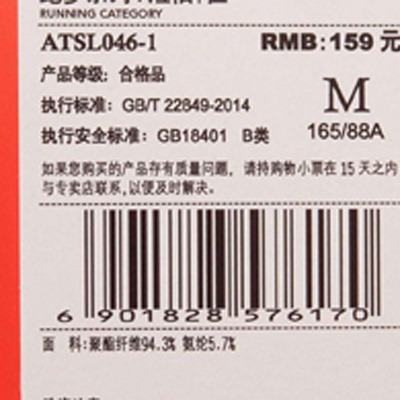 RUNNING CATEGORY
ATSL046-1 RMB:159 元
产品等级: 合格品
执行标准: GB/T 22849-2014 M
执行安全标准: GB18401 B类 165/88A
如果您购买的产品存有质量问题, 请持购物小票在 15 天之内
与专卖店联系,以便及时解决。
6 901828 576170
面 料:聚酯纤维94.3% 氨纶5.7%